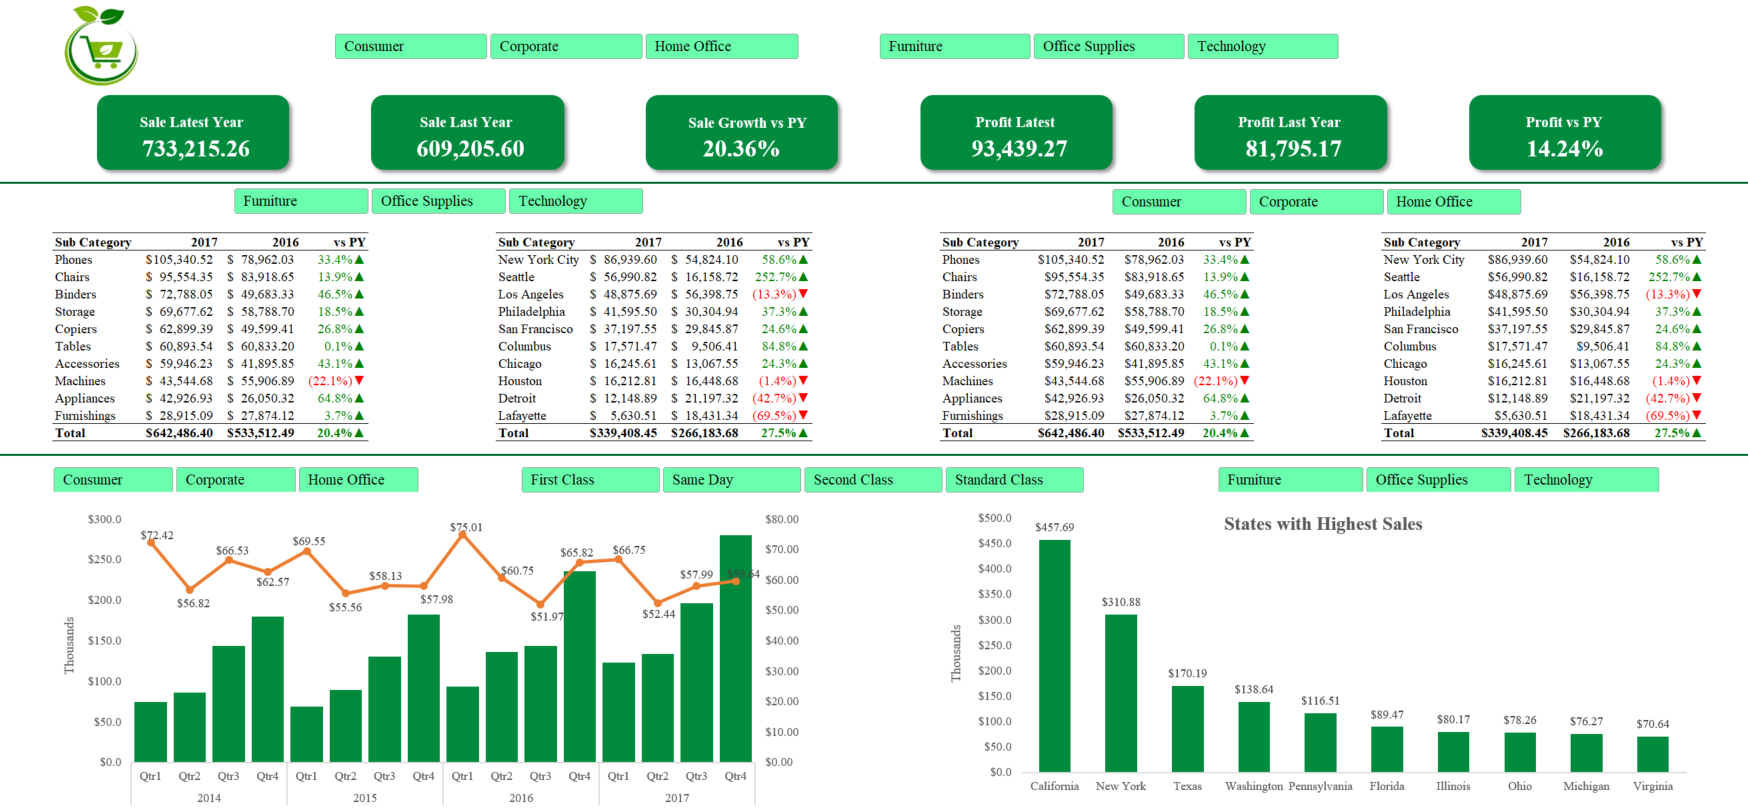 Consumer Corporate Home Office Furniture Office Supplies Technology
Sale Latest Year Sale Last Year Sale Growth vs PY Profit Latest Profit Last Year Profit vs PY
733,215.26 609,205.60 20.36% 93,439.27 81,795.17 14.24%
Furniture Office Supplies Technology Consumer Corporate Home Office
Sub Category 2017 2016 vs PY Sub Category 2017 2016 vs PY Sub Category 2017 2016 vs PY Sub Category 2017 2016 vs PY
Phones $105,340.52 $ 78,962.03 33.4%▲ New York City $ 86,939.60 $ 54,824.10 58.6%▲ Phones $105,340.52 $78,962.03 33.4%▲ New York City $86,939.60 $54,824.10 58.6%▲
Chairs $ 95,554.35 $ 83,918.65 13.9%▲ Seattle $ 56,990.82 $ 16,158.72 252.7%▲ Chairs $95,554.35 $83,918.65 13.9%▲ Seattle $56,990.82 $16,158.72 252.7%▲
Binders $ 72,788.05 $ 49,683.33 46.5%▲ Los Angeles $ 48,875.69 $ 56,398.75 (13.3%)▼ Binders $72,788.05 $49,683.33 46.5%▲ Los Angeles $48,875.69 $56,398.75 (13.3%)▼
Storage $ 69,677.62 $ 58,788.70 18.5%▲ Philadelphia $ 41,595.50 $ 30,304.94 37.3%▲ Storage $69,677.62 $58,788.70 18.5%▲ Philadelphia $41,595.50 $30,304.94 37.3%▲
Copiers $ 62,899.39 $ 49,599.41 26.8%▲ San Francisco $ 37,197.55 $ 29,845.87 24.6%▲ Copiers $62,899.39 $49,599.41 26.8%▲ San Francisco $37,197.55 $29,845.87 24.6%▲
Tables $ 60,893.54 $ 60,833.20 0.1%▲ Columbus $ 17,571.47 $ 9,506.41 84.8%▲ Tables $60,893.54 $60,833.20 0.1%▲ Columbus $17,571.47 $9,506.41 84.8%▲
Accessories $ 59,946.23 $ 41,895.85 43.1%▲ Chicago $ 16,245.61 $ 13,067.55 24.3%▲ Accessories $59,946.23 $41,895.85 43.1%▲ Chicago $16,245.61 $13,067.55 24.3%▲
Machines $ 43,544.68 $ 55,906.89 (22.1%)▼ Houston $ 16,212.81 $ 16,448.68 (1.4%)▼ Machines $43,544.68 $55,906.89 (22.1%)▼ Houston $16,212.81 $16,448.68 (1.4%)▼
Appliances $ 42,926.93 $ 26,050.32 64.8%▲ Detroit $ 12,148.89 $ 21,197.32 (42.7%)▼ Appliances $42,926.93 $26,050.32 64.8%▲ Detroit $12,148.89 $21,197.32 (42.7%)▼
Furnishings $ 28,915.09 $ 27,874.12 3.7%▲ Lafayette $ 5,630.51 $ 18,431.34 (69.5%)▼ Furnishings $28,915.09 $27,874.12 3.7%▲ Lafayette $5,630.51 $18,431.34 (69.5%)▼
Total $642,486.40 $533,512.49 20.4%▲ Total $339,408.45 $266,183.68 27.5%▲ Total $642,486.40 $533,512.49 20.4%▲ Total $339,408.45 $266,183.68 27.5%▲
Consumer Corporate Home Office First Class Same Day Second Class Standard Class Furniture Office Supplies Technology
Thousands
$300.0
$250.0
$200.0
$150.0
$100.0
$50.0
$0.0
$72.42 $56.82 $66.53 $62.57 $69.55 $55.56 $58.13 $57.98 $75.01 $60.75 $51.97 $65.82 $66.75 $52.44 $57.99 $59.64
$80.00
$70.00
$60.00
$50.00
$40.00
$30.00
$20.00
$10.00
$0.00
Qtr1 Qtr2 Qtr3 Qtr4 Qtr1 Qtr2 Qtr3 Qtr4 Qtr1 Qtr2 Qtr3 Qtr4 Qtr1 Qtr2 Qtr3 Qtr4
2014 2015 2016 2017
States with Highest Sales
Thousands
$500.0
$450.0
$400.0
$350.0
$300.0
$250.0
$200.0
$150.0
$100.0
$50.0
$0.0
$457.69 $310.88 $170.19 $138.64 $116.51 $89.47 $80.17 $78.26 $76.27 $70.64
California New York Texas Washington Pennsylvania Florida Illinois Ohio Michigan Virginia